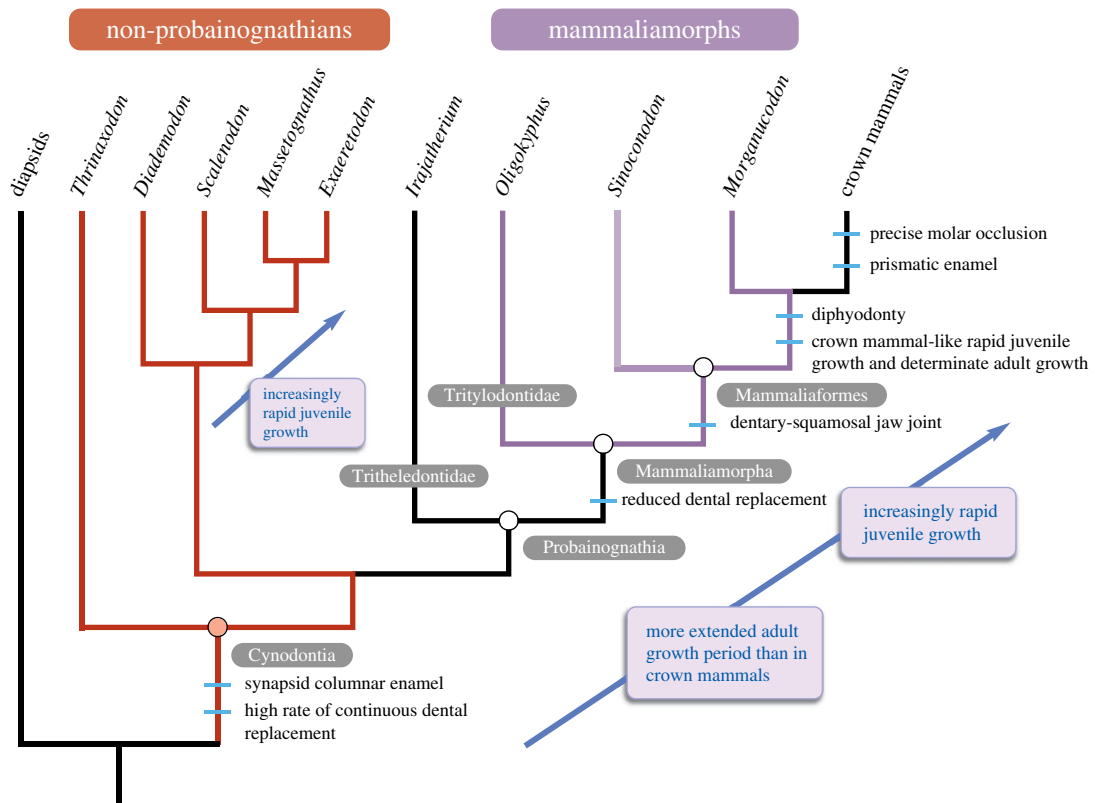 non-probainognathians
mammaliamorphs
diapsids
Thrinaxodon
Diademodon
Scalenodon
Massetognathus
Exaeretodon
Irajatherium
Oligokyphus
Sinoconodon
Morganucodon
crown mammals
precise molar occlusion
prismatic enamel
diphyodonty
crown mammal-like rapid juvenile
growth and determinate adult growth
increasingly
rapid juvenile
growth
Tritylodontidae
Mammaliaformes
dentary-squamosal jaw joint
Tritheledontidae
Mammaliamorpha
reduced dental replacement
increasingly rapid
juvenile growth
Probainognathia
more extended adult
growth period than in
crown mammals
Cynodontia
synapsid columnar enamel
high rate of continuous dental
replacement